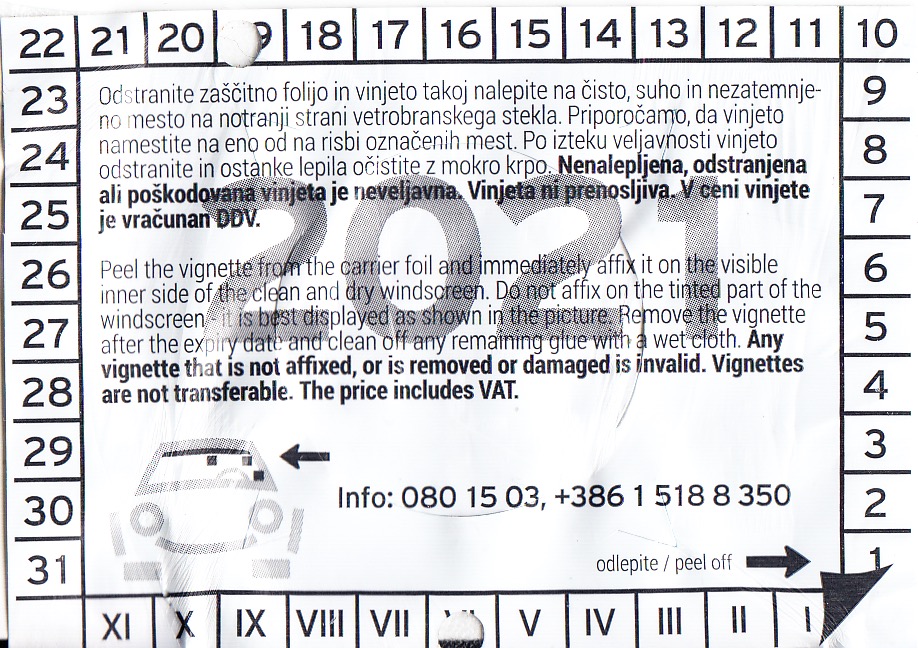 22 21 20 9 18 17 16 15 14 13 12 11 10
23
24
25
26
27
28
29
30
31
Odstranite zaščitno folijo in vinjeto takoj nalepite na čisto, suho in nezatemnje-
no mesto na notranji strani vetrobranskega stekla. Priporočamo, da vinjeto
namestite na eno od na risbi označenih mest. Po izteku veljavnosti vinjeto
odstranite in ostanke lepila očistite z mokro krpo. Nenalepljena, odstranjena
ali poškodovana vinjeta je neveljavna. Vinjeta ni prenosljiva. V ceni vinjete
je vračunan DDV.
2021
Peel the vignette from the carrier foil and immediately affix it on the visible
inner side of the clean and dry windscreen. Do not affix on the tinted part of the
windscreen - it is best displayed as shown in the picture. Remove the vignette
after the expiry date and clean off any remaining glue with a wet cloth. Any
vignette that is not affixed, or is removed or damaged is invalid. Vignettes
are not transferable. The price includes VAT.
Info: 080 15 03, +386 1 518 8 350
odlepite / peel off
9
8
7
6
5
4
3
2
1
XI X IX VIII VII V IV III II I